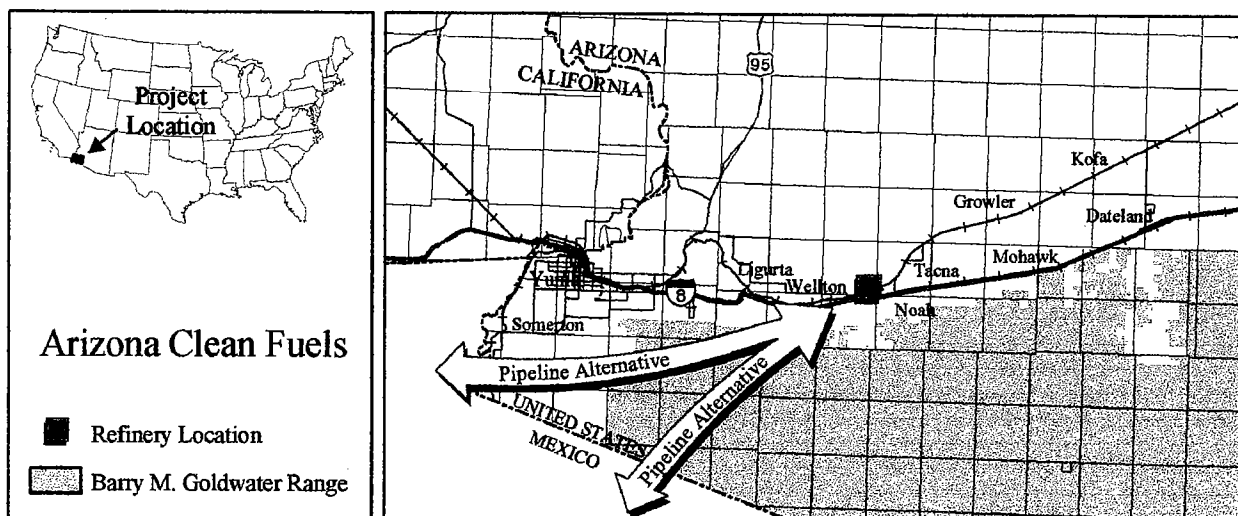 Project
Location
Arizona Clean Fuels
Refinery Location
Barry M. Goldwater Range
ARIZONA
CALIFORNIA
95
Kofa
Growler
Dateland
Mohawk
Tacna
Ligurta
Wellton
Noah
Yuma
8
Somerton
Pipeline Alternative
Pipeline Alternative
UNITED STATES
MEXICO